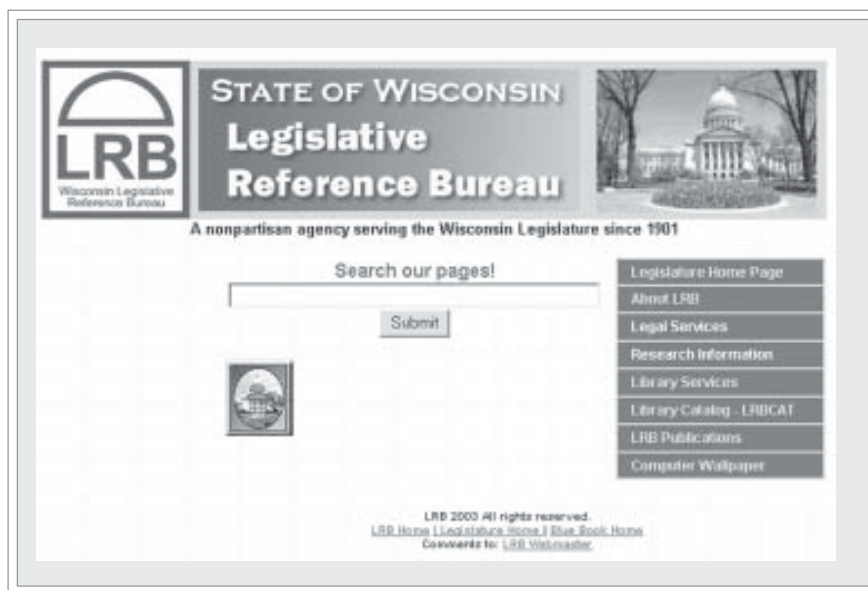 LRB
Wisconsin Legislative
Reference Bureau
STATE OF WISCONSIN
Legislative
Reference Bureau
A nonpartisan agency serving the Wisconsin Legislature since 1901
Search our pages!
Submit
Legislature Home Page
About LRB
Legal Services
Research Information
Library Services
Library Catalog - LRBCAT
LRB Publications
Computer Wallpaper
LRB 2003 All rights reserved.
LRB Home | Legislature Home | Blue Book Home
Comments to: LRB Webmaster